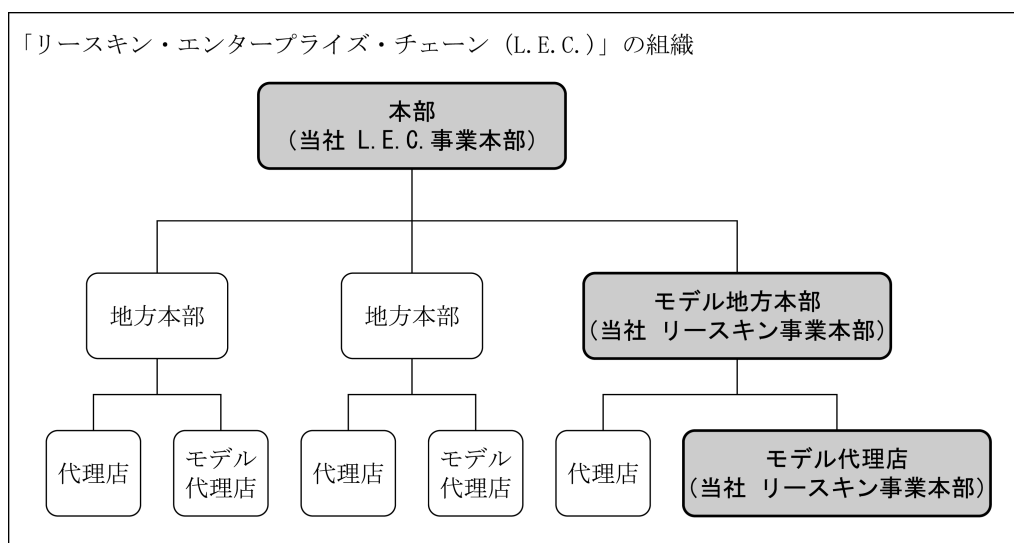 「リースキン・エンタープライズ・チェーン (L.E.C.)」の組織
本部
(当社 L.E.C.事業本部)
地方本部
地方本部
モデル地方本部
(当社 リースキン事業本部)
代理店
モデル
代理店
代理店
モデル
代理店
代理店
モデル代理店
(当社 リースキン事業本部)